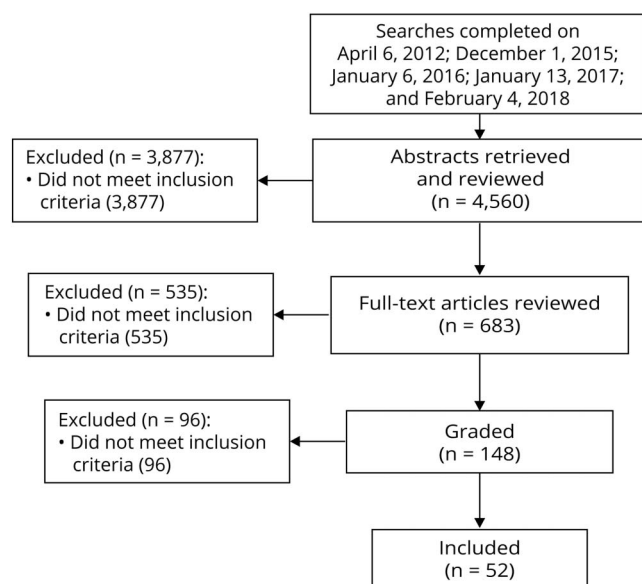 Searches completed on
April 6, 2012; December 1, 2015;
January 6, 2016; January 13, 2017;
and February 4, 2018
Excluded (n = 3,877):
• Did not meet inclusion
criteria (3,877)
Abstracts retrieved
and reviewed
(n = 4,560)
Excluded (n = 535):
• Did not meet inclusion
criteria (535)
Full-text articles reviewed
(n = 683)
Excluded (n = 96):
• Did not meet inclusion
criteria (96)
Graded
(n = 148)
Included
(n = 52)